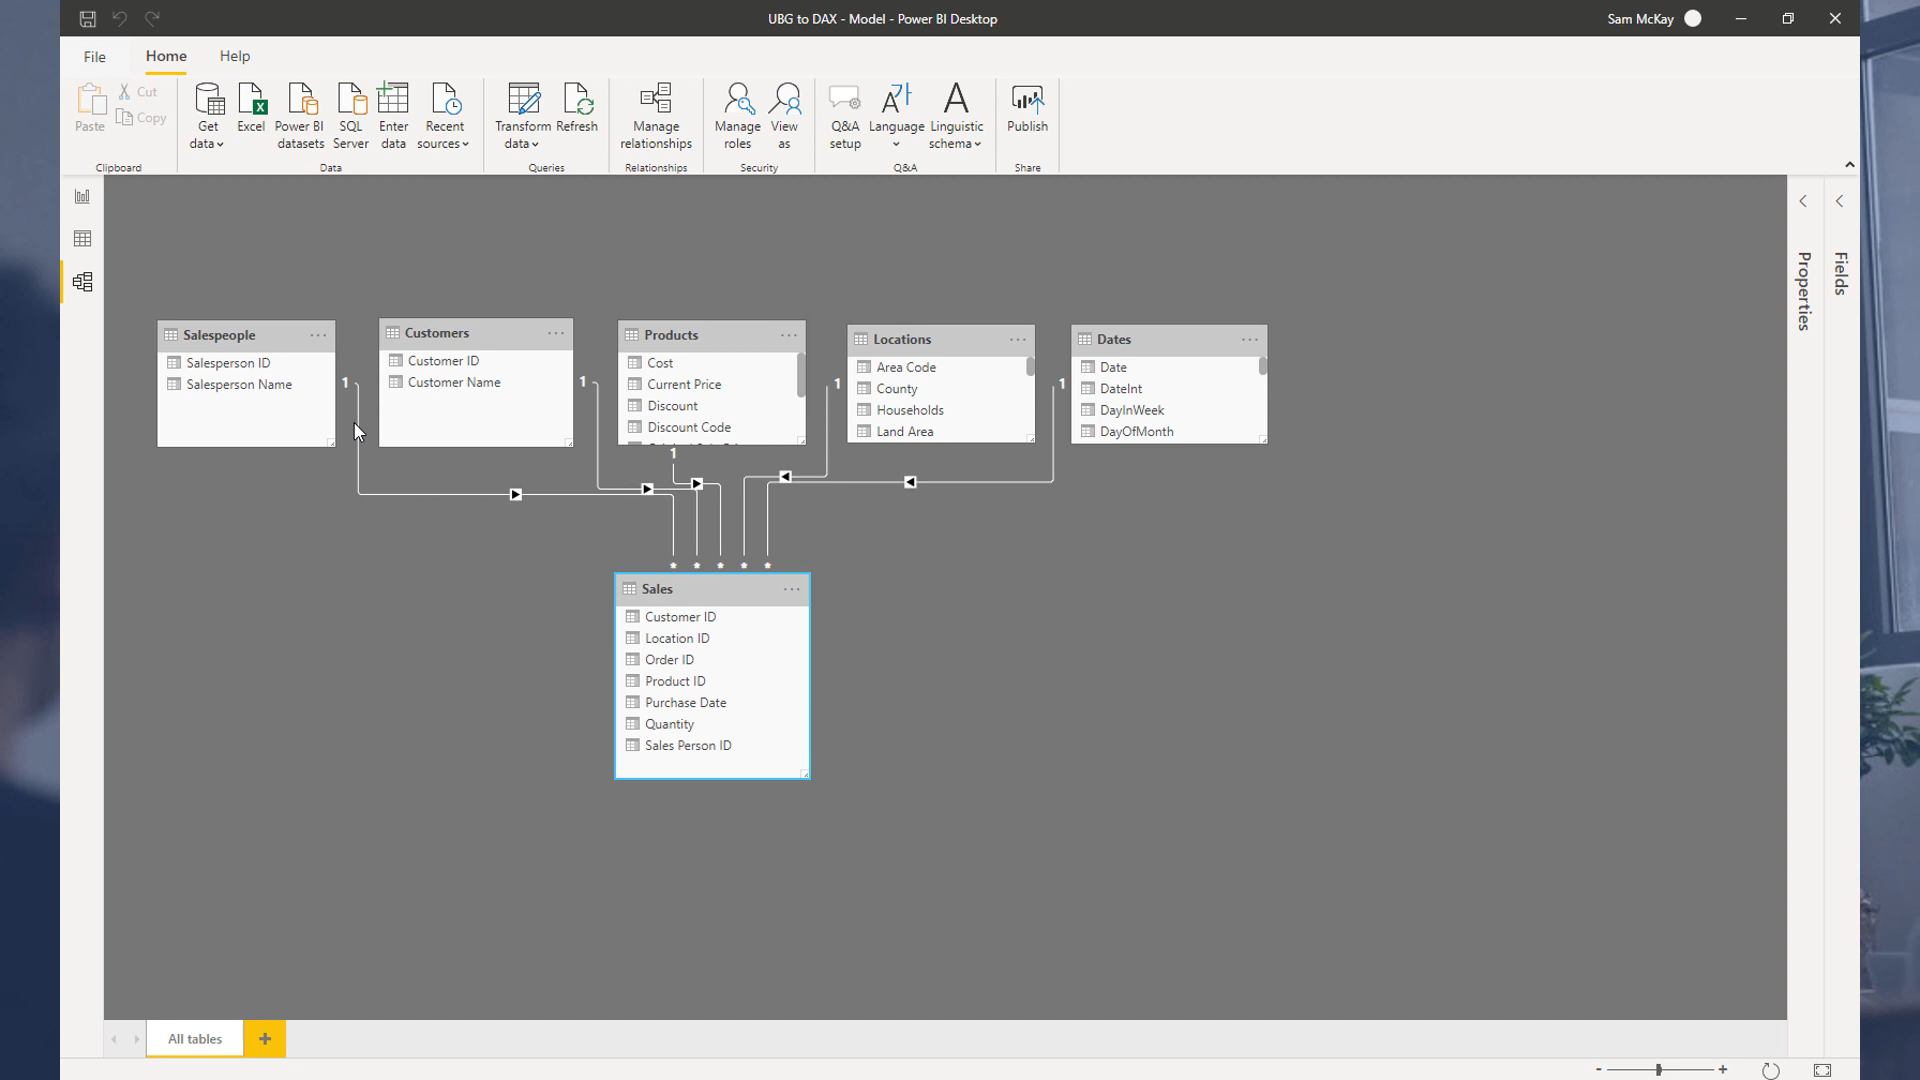 UBG to DAX - Model - Power BI Desktop
Sam McKay
File
Home
Help
Paste
Cut
Copy
Clipboard
Get data
Excel
Power BI datasets
SQL Server
Enter data
Recent sources
Data
Transform data
Refresh
Queries
Manage relationships
Relationships
Manage roles
View as
Security
Q&A setup
Language
Linguistic schema
Q&A
Publish
Share
Properties
Fields
Salespeople
Salesperson ID
Salesperson Name
1
Customers
Customer ID
Customer Name
1
Products
Cost
Current Price
Discount
Discount Code
1
Locations
Area Code
County
Households
Land Area
1
Dates
Date
DateInt
DayInWeek
DayOfMonth
1
* * * * *
Sales
Customer ID
Location ID
Order ID
Product ID
Purchase Date
Quantity
Sales Person ID
All tables
+
- +